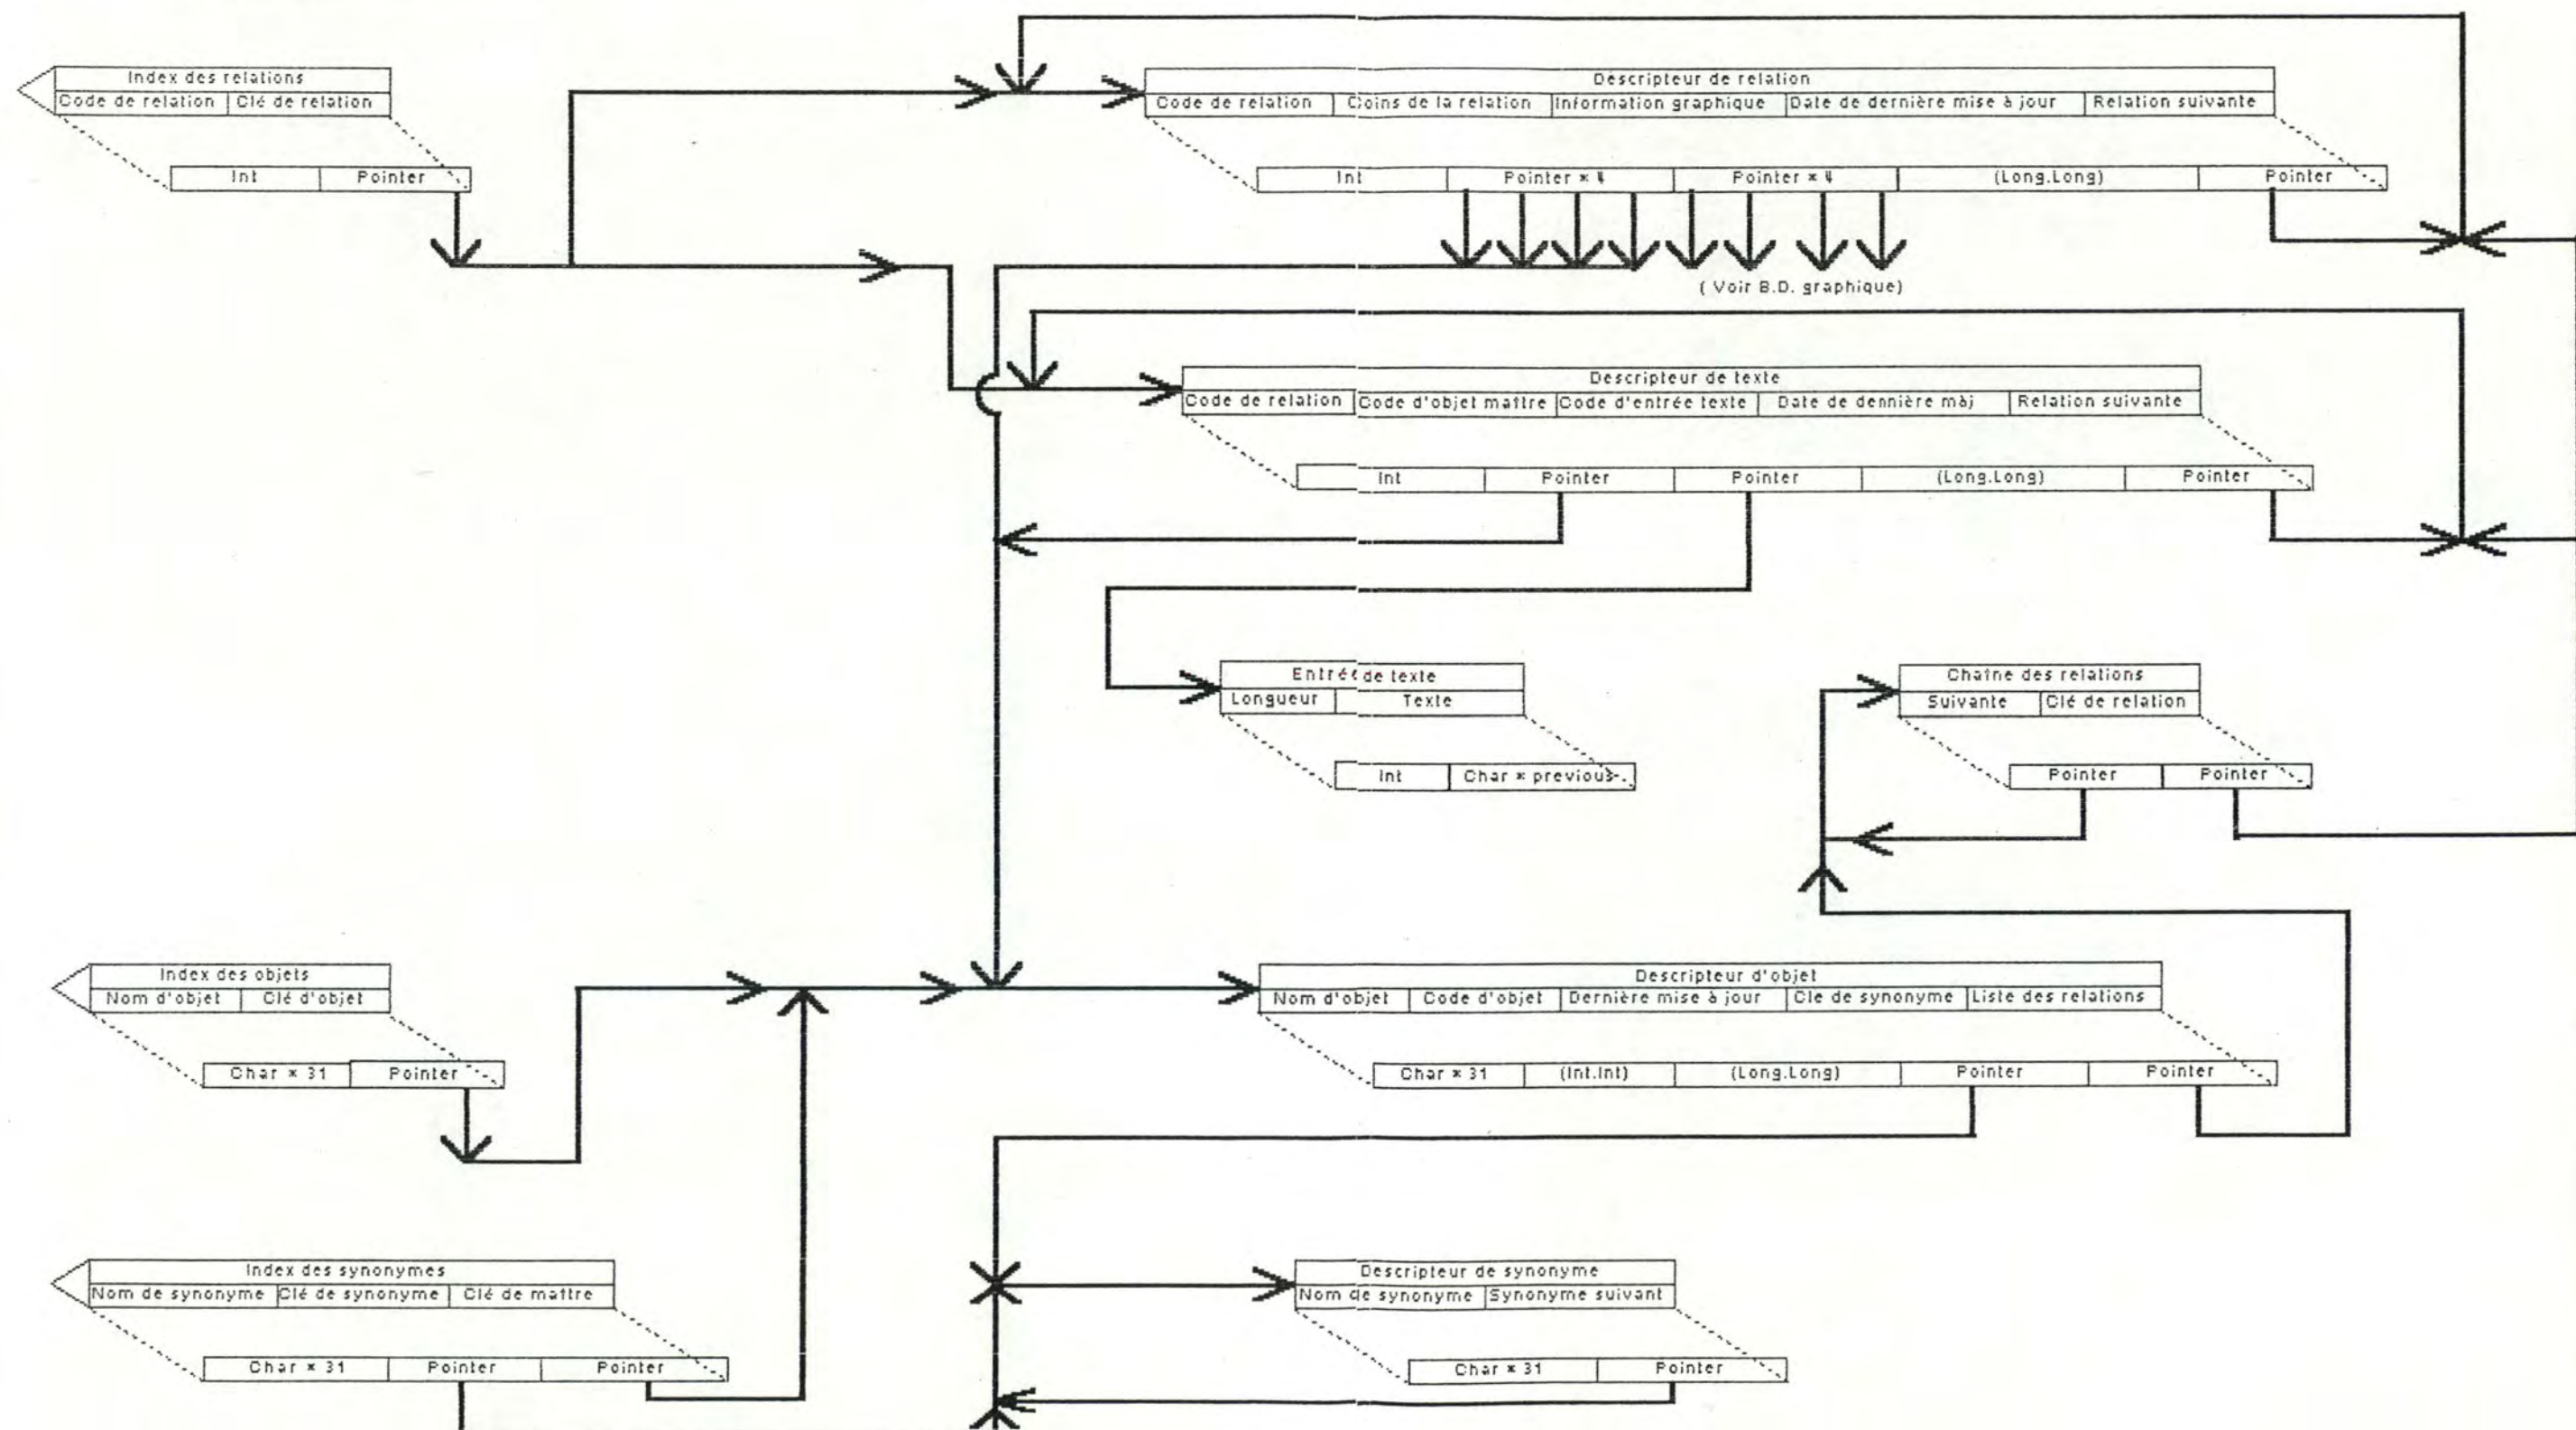 Index des relations
Code de relation Clé de relation
Int Pointer
Descripteur de relation
Code de relation Coins de la relation Information graphique Date de dernière mise à jour Relation suivante
Int Pointer * 4 Pointer * 4 (Long.Long) Pointer
( Voir B.D. graphique)
Descripteur de texte
Code de relation Code d'objet maître Code d'entrée texte Date de dennière màj Relation suivante
Int Pointer Pointer (Long.Long) Pointer
Entrée de texte
Longueur Texte
Int Char * previous
Chaîne des relations
Suivante Clé de relation
Pointer Pointer
Index des objets
Nom d'objet Clé d'objet
Char * 31 Pointer
Descripteur d'objet
Nom d'objet Code d'objet Dernière mise à jour Cle de synonyme Liste des relations
Char * 31 (Int.Int) (Long.Long) Pointer Pointer
Index des synonymes
Nom de synonyme Clé de synonyme Clé de maître
Char * 31 Pointer Pointer
Descripteur de synonyme
Nom de synonyme Synonyme suivant
Char * 31 Pointer